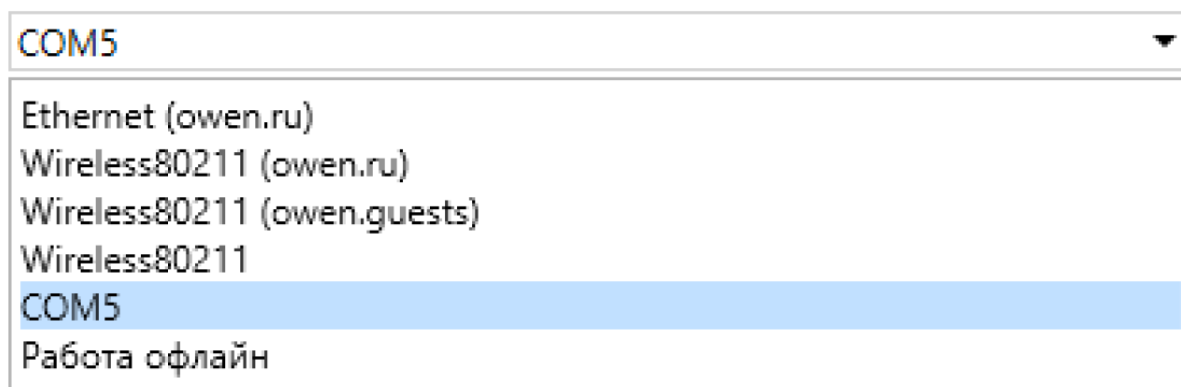 COM5
Ethernet (owen.ru)
Wireless80211 (owen.ru)
Wireless80211 (owen.guests)
Wireless80211
COM5
Работа офлайн